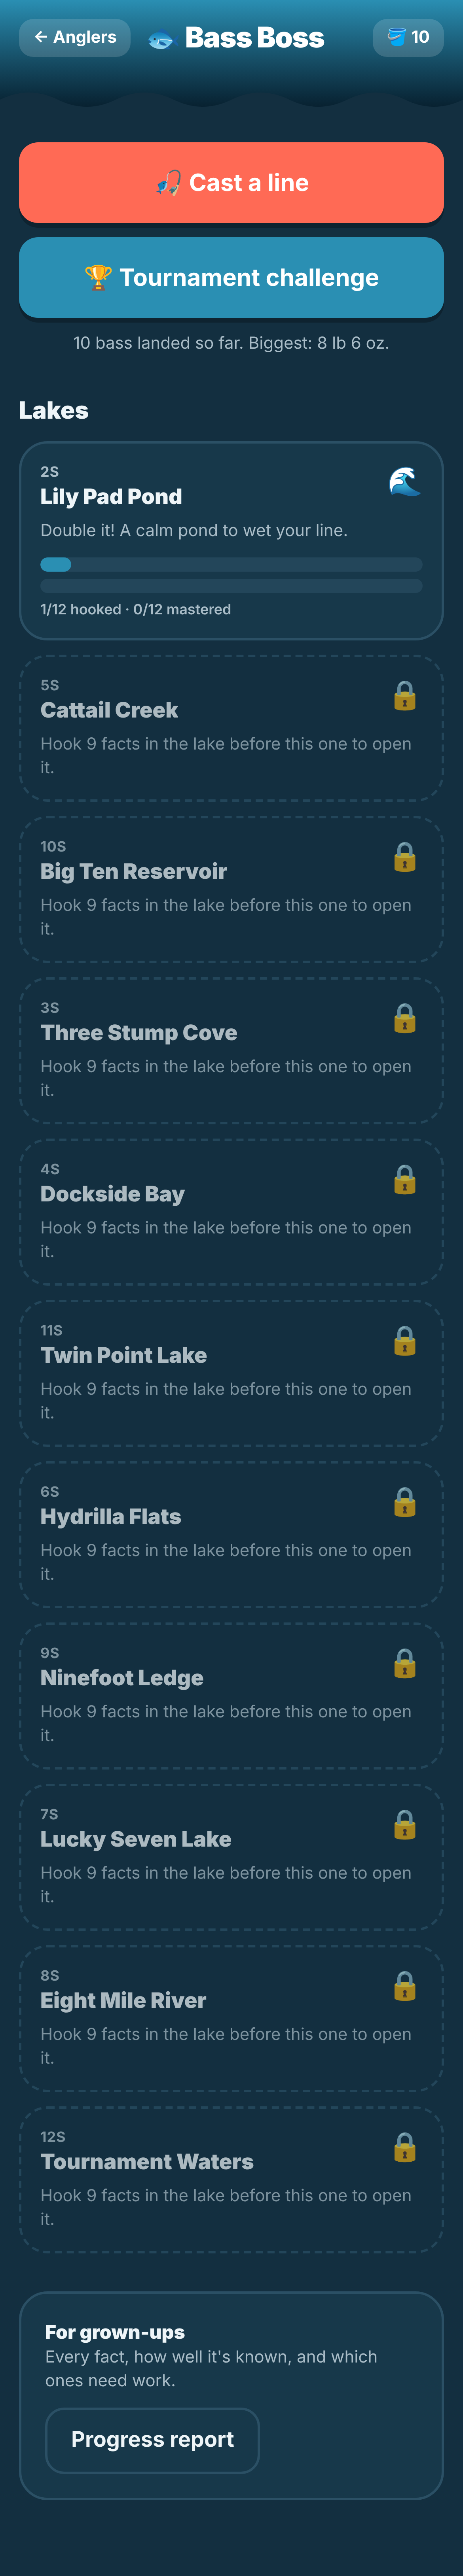 ← Anglers
🐟 Bass Boss
🪣 10
🎣 Cast a line
🏆 Tournament challenge
10 bass landed so far. Biggest: 8 lb 6 oz.
Lakes
2S
Lily Pad Pond
Double it! A calm pond to wet your line.
1/12 hooked · 0/12 mastered
5S
Cattail Creek
Hook 9 facts in the lake before this one to open
it.
10S
Big Ten Reservoir
Hook 9 facts in the lake before this one to open
it.
3S
Three Stump Cove
Hook 9 facts in the lake before this one to open
it.
4S
Dockside Bay
Hook 9 facts in the lake before this one to open
it.
11S
Twin Point Lake
Hook 9 facts in the lake before this one to open
it.
6S
Hydrilla Flats
Hook 9 facts in the lake before this one to open
it.
9S
Ninefoot Ledge
Hook 9 facts in the lake before this one to open
it.
7S
Lucky Seven Lake
Hook 9 facts in the lake before this one to open
it.
8S
Eight Mile River
Hook 9 facts in the lake before this one to open
it.
12S
Tournament Waters
Hook 9 facts in the lake before this one to open
it.
For grown-ups
Every fact, how well it's known, and which
ones need work.
Progress report